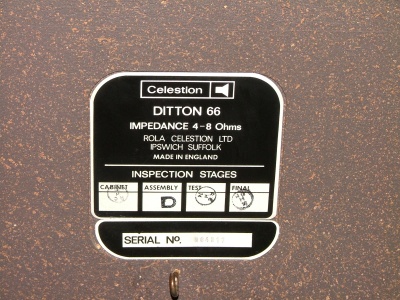 Celestion
DITTON 66
IMPEDANCE 4-8 Ohms
ROLA CELESTION LTD
IPSWICH SUFFOLK
MADE IN ENGLAND
INSPECTION STAGES
CABINET ASSEMBLY TEST FINAL
D
SERIAL No.